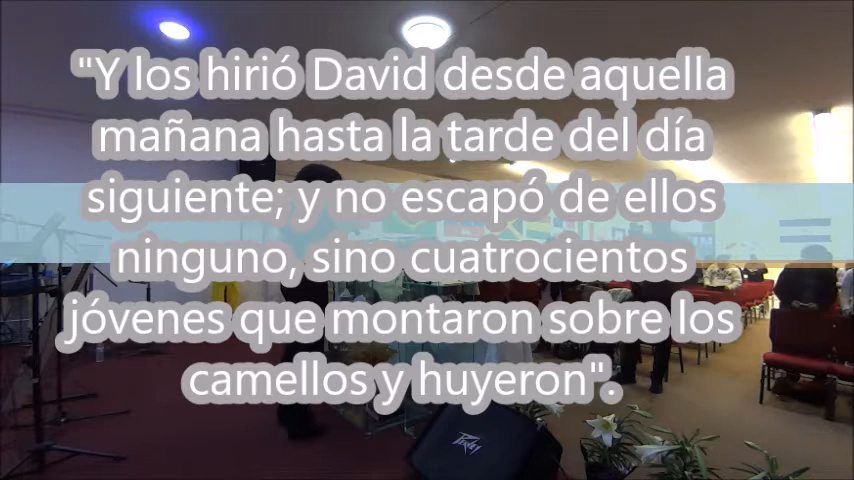 "Y los hirió David desde aquella
mañana hasta la tarde del día
siguiente; y no escapó de ellos
ninguno, sino cuatrocientos
jóvenes que montaron sobre los
camellos y huyeron".
PEAVEY